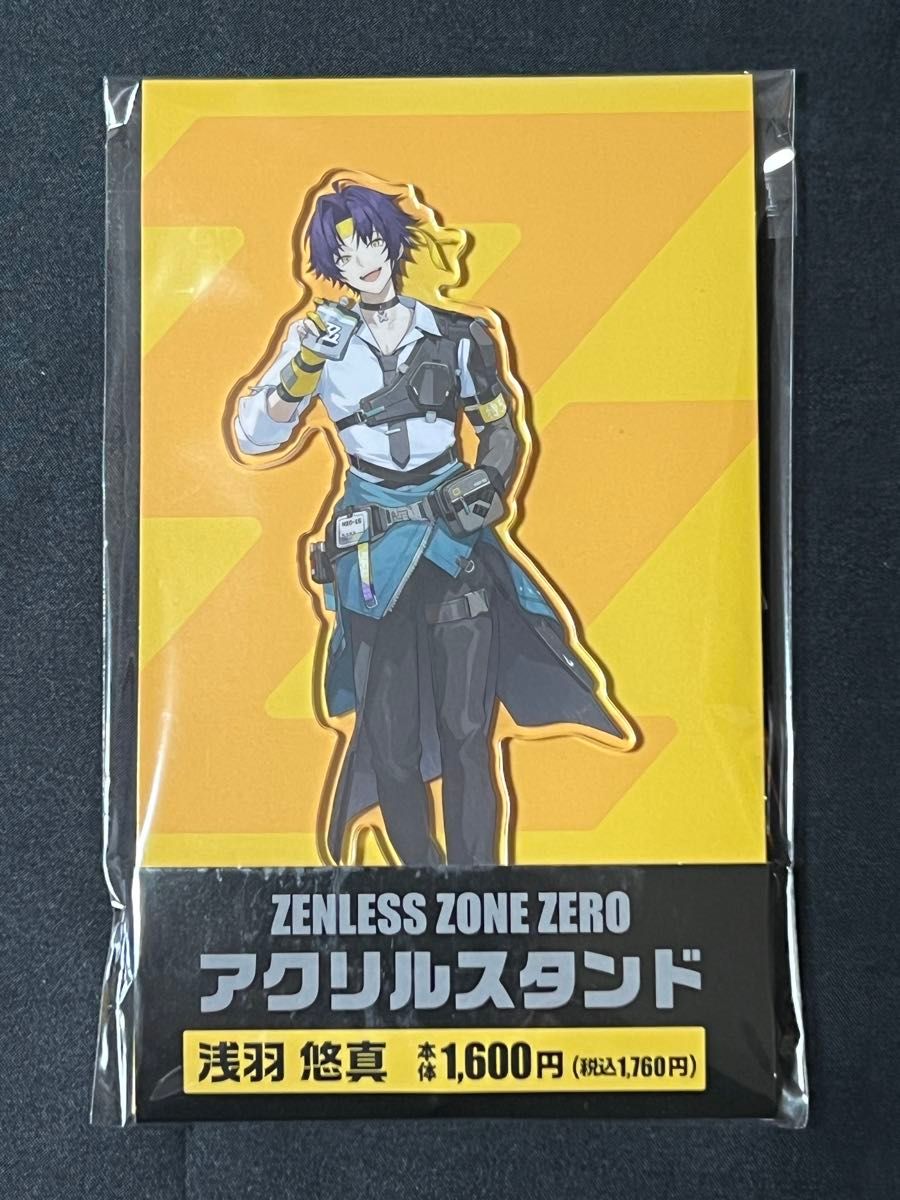 ZENLESS ZONE ZERO
アクリルスタンド
浅羽 悠真 本体 1,600円 (税込1,760円)